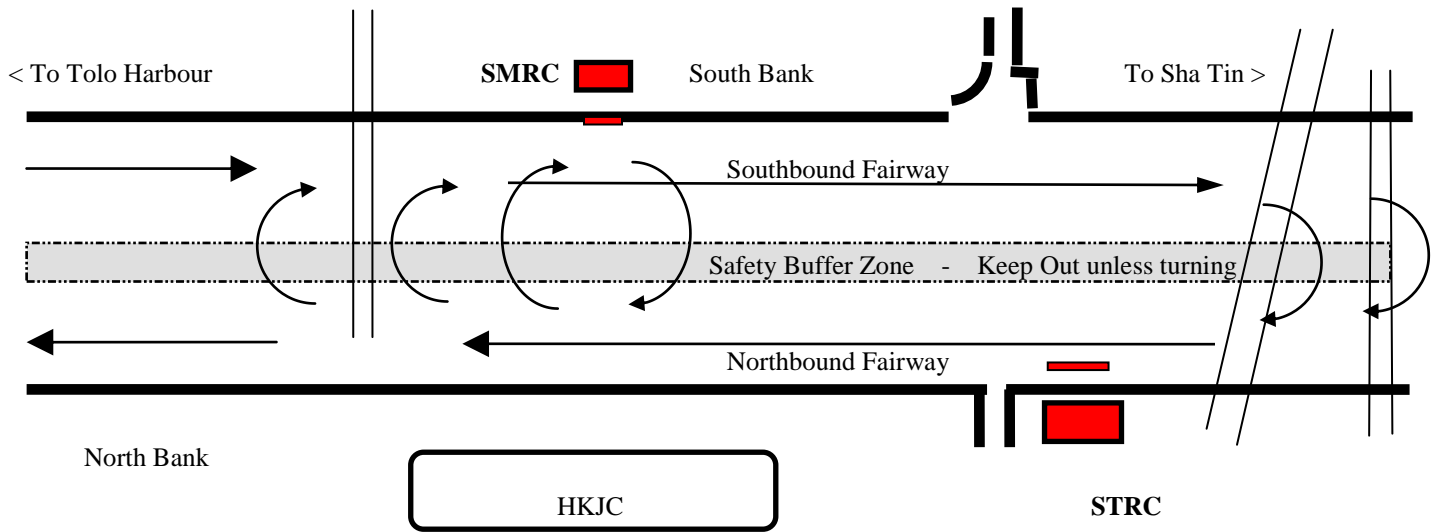 < To Tolo Harbour SMRC South Bank To Sha Tin >
Southbound Fairway
Safety Buffer Zone - Keep Out unless turning
Northbound Fairway
North Bank
HKJC STRC